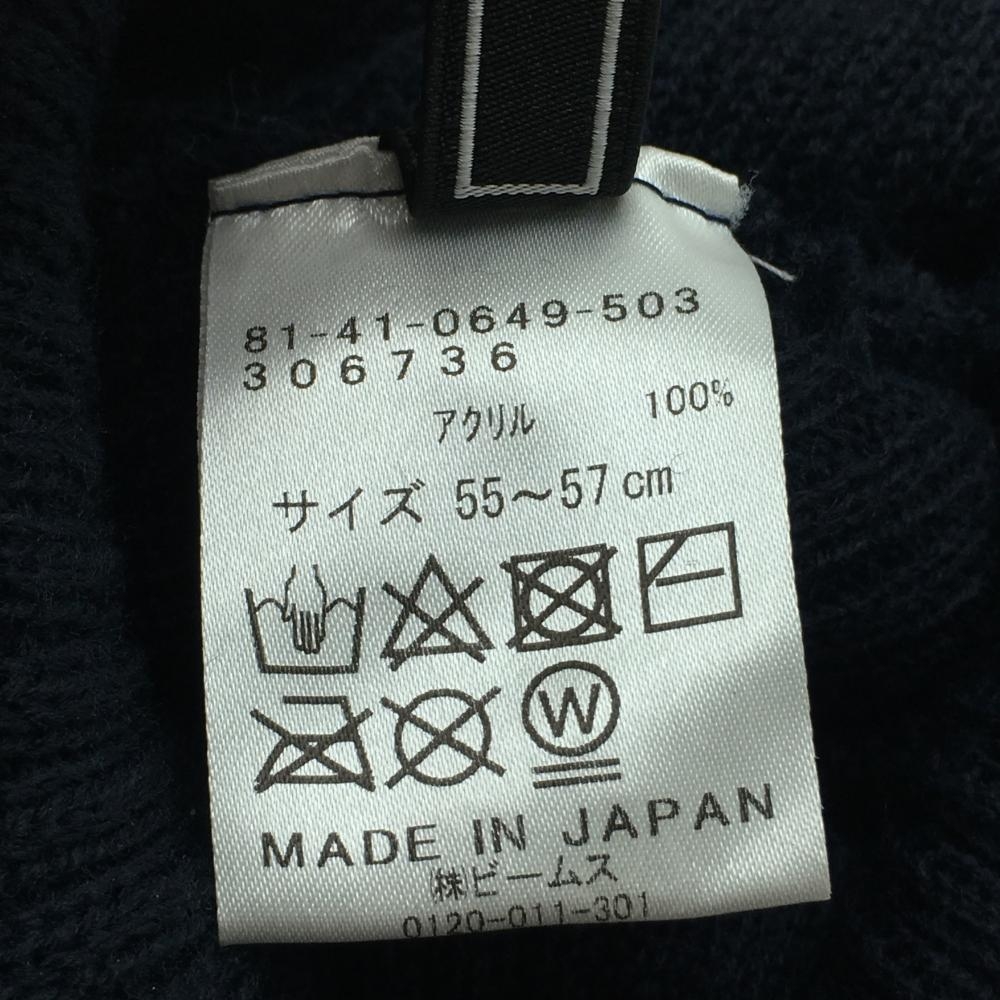 81-41-0649-503
306736
アクリル 100%
サイズ 55～57cm
W
MADE IN JAPAN
㈱ビームス
0120-011-301